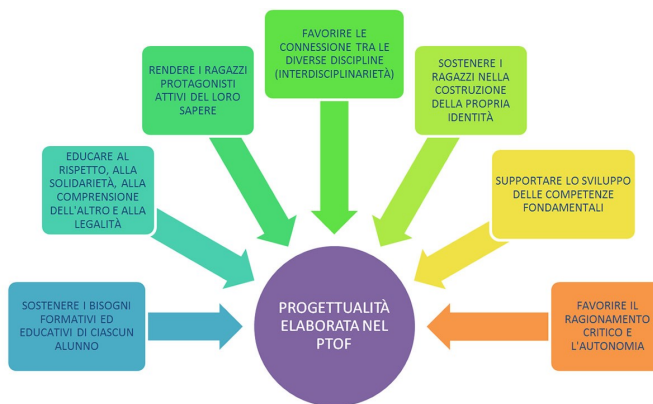 SOSTENERE I BISOGNI
FORMATIVI ED
EDUCATIVI DI CIASCUN
ALUNNO
EDUCARE AL
RISPETTO, ALLA
SOLIDARIETÀ, ALLA
COMPRENSIONE
DELL'ALTRO E ALLA
LEGALITÀ
RENDERE I RAGAZZI
PROTAGONISTI
ATTIVI DEL LORO
SAPERE
FAVORIRE LE
CONNESSIONE TRA LE
DIVERSE DISCIPLINE
(INTERDISCIPLINARIETÀ)
SOSTENERE I
RAGAZZI NELLA
COSTRUZIONE
DELLA PROPRIA
IDENTITÀ
SUPPORTARE LO SVILUPPO
DELLE COMPETENZE
FONDAMENTALI
FAVORIRE IL
RAGIONAMENTO
CRITICO E
L'AUTONOMIA
PROGETTUALITÀ
ELABORATA NEL
PTOF